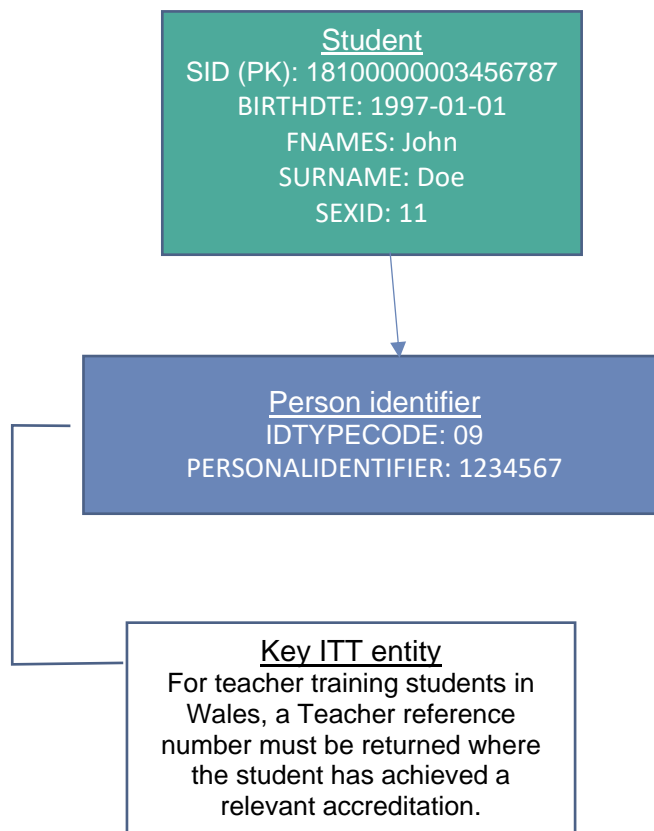 Student
SID (PK): 18100000003456787
BIRTHDTE: 1997-01-01
FNAMES: John
SURNAME: Doe
SEXID: 11
Person identifier
IDTYPECODE: 09
PERSONALIDENTIFIER: 1234567
Key ITT entity
For teacher training students in
Wales, a Teacher reference
number must be returned where
the student has achieved a
relevant accreditation.